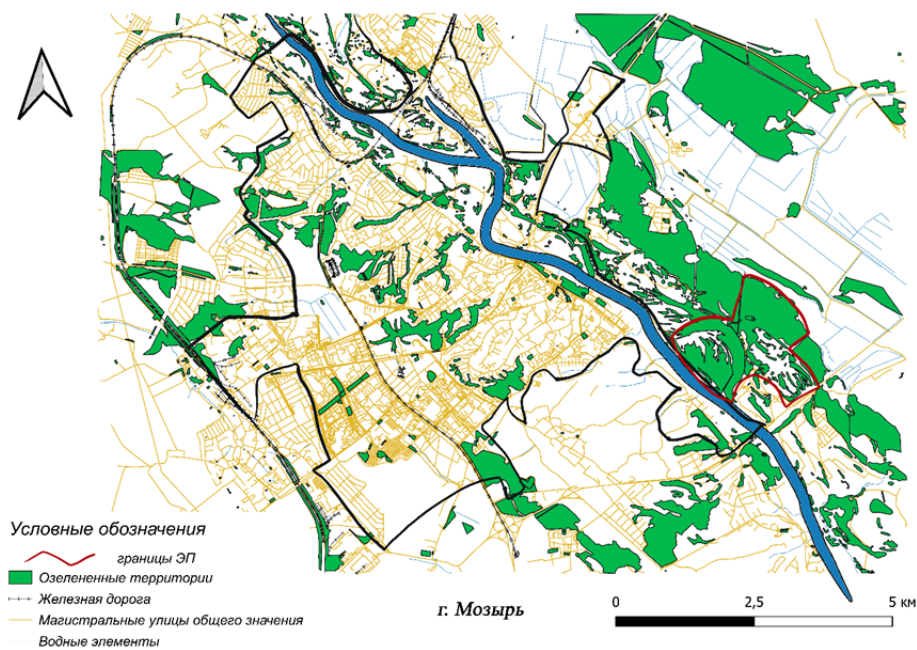 Условные обозначения
границы ЭП
Озелененные территории
Железная дорога
Магистральные улицы общего значения
Водные элементы
г. Мозырь
0 2,5 5 км